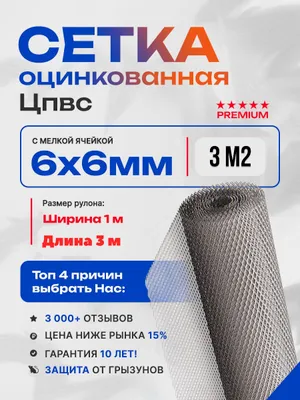 СЕТКА
оцинкованная
Цпвс
PREMIUM
С МЕЛКОЙ ЯЧЕЙКОЙ
6х6мм
3 М2
Размер рулона:
Ширина 1 м
Длина 3 м
Топ 4 причин
выбрать Нас:
3 000+ ОТЗЫВОВ
ЦЕНА НИЖЕ РЫНКА 15%
ГАРАНТИЯ 10 ЛЕТ!
ЗАЩИТА ОТ ГРЫЗУНОВ